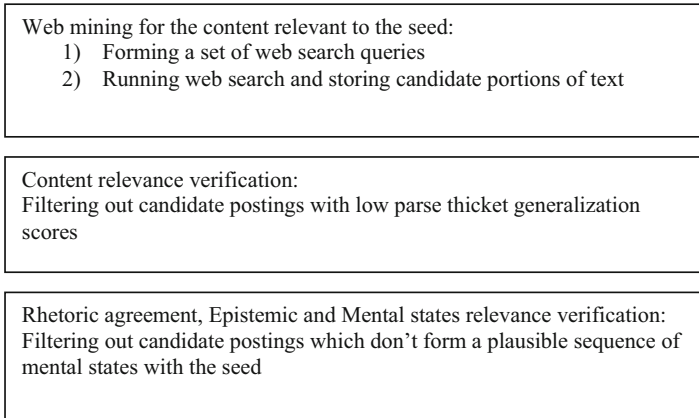 Web mining for the content relevant to the seed:
1) Forming a set of web search queries
2) Running web search and storing candidate portions of text
Content relevance verification:
Filtering out candidate postings with low parse thicket generalization
scores
Rhetoric agreement, Epistemic and Mental states relevance verification:
Filtering out candidate postings which don’t form a plausible sequence of
mental states with the seed